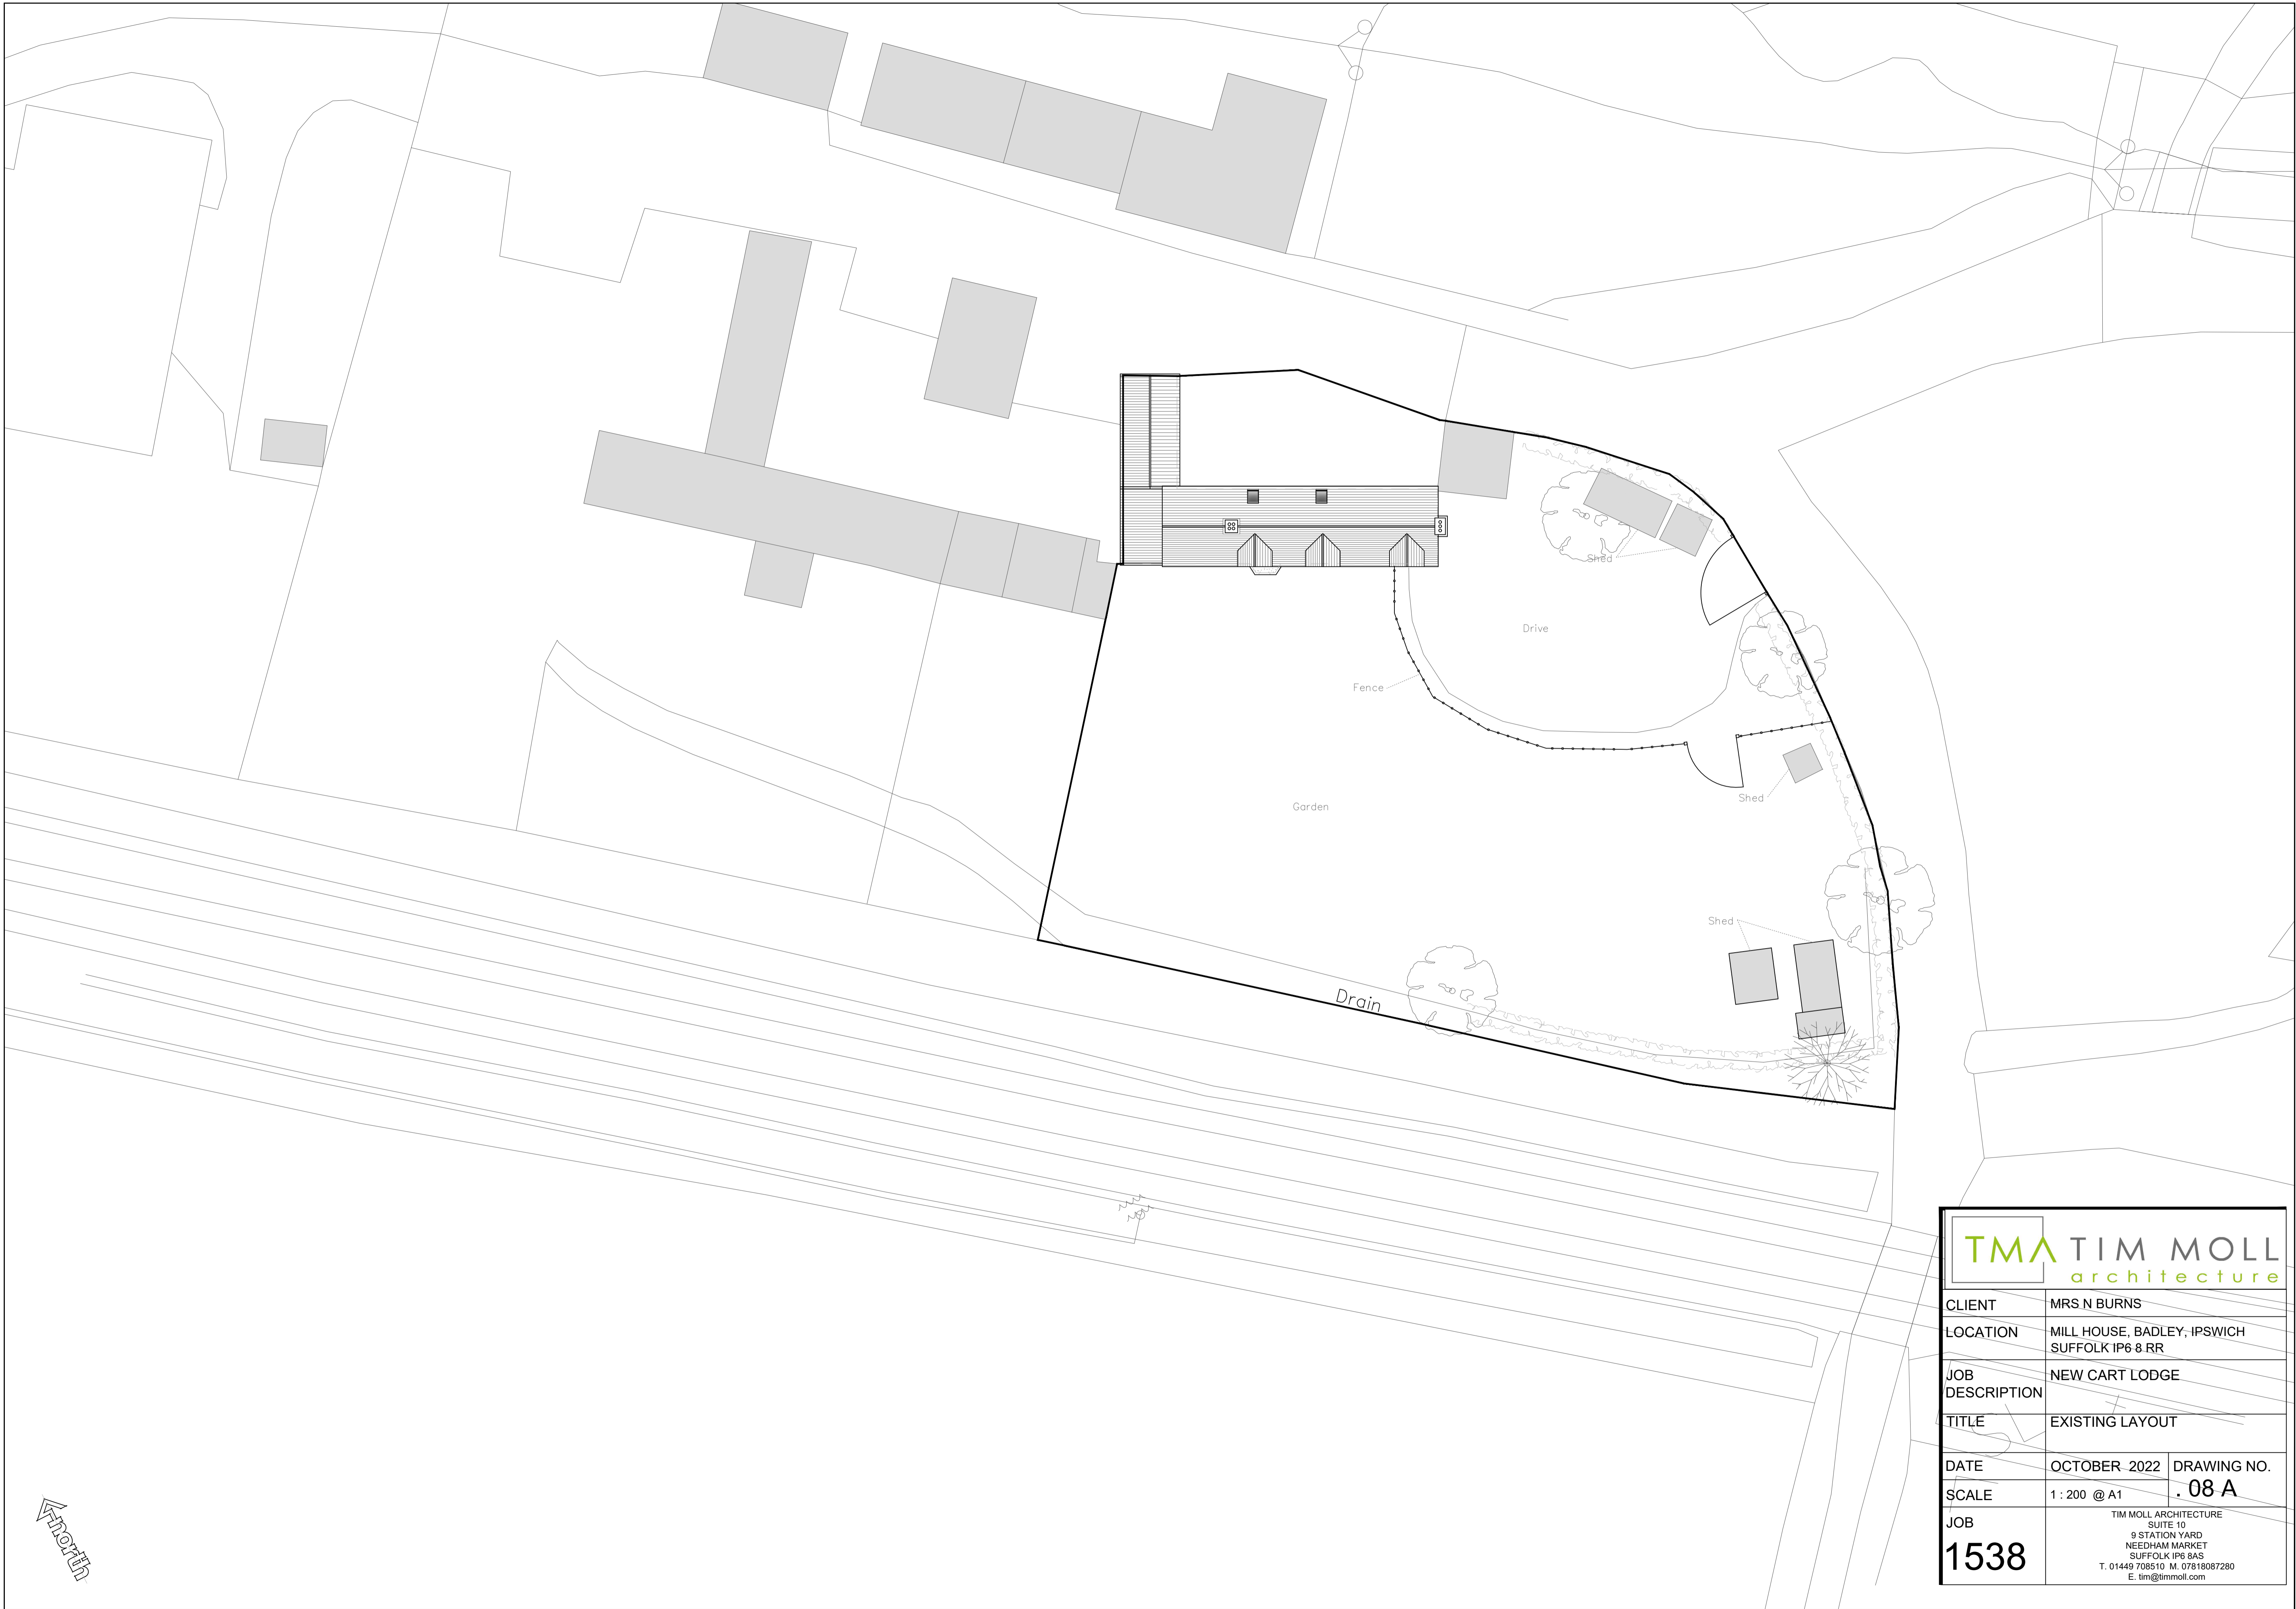 Shed
Drive
Fence
Shed
Garden
Shed
Drain
north
TMA TIM MOLL
architecture
CLIENT MRS N BURNS
LOCATION MILL HOUSE, BADLEY, IPSWICH
SUFFOLK IP6 8 RR
JOB NEW CART LODGE
DESCRIPTION
TITLE EXISTING LAYOUT
DATE OCTOBER 2022 DRAWING NO.
SCALE 1 : 200 @ A1 . 08 A
JOB
1538
TIM MOLL ARCHITECTURE
SUITE 10
9 STATION YARD
NEEDHAM MARKET
SUFFOLK IP6 8AS
T. 01449 708510 M. 07818087280
E. tim@timmoll.com